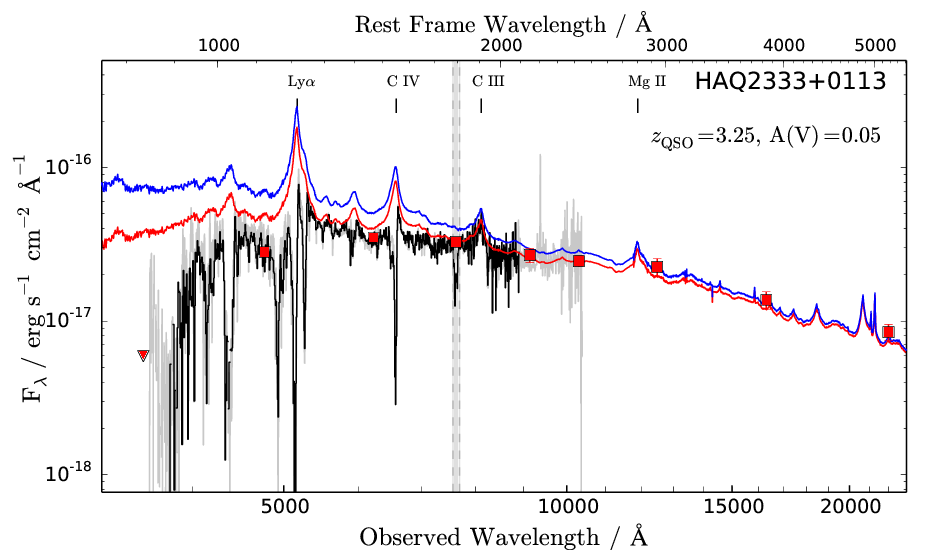 Rest Frame Wavelength / Å
1000 2000 3000 4000 5000
Lyα C IV C III Mg II
HAQ2333+0113
z_QSO=3.25, A(V)=0.05
10^-16
10^-17
10^-18
F_λ / erg s^-1 cm^-2 Å^-1
5000 10000 15000 20000
Observed Wavelength / Å